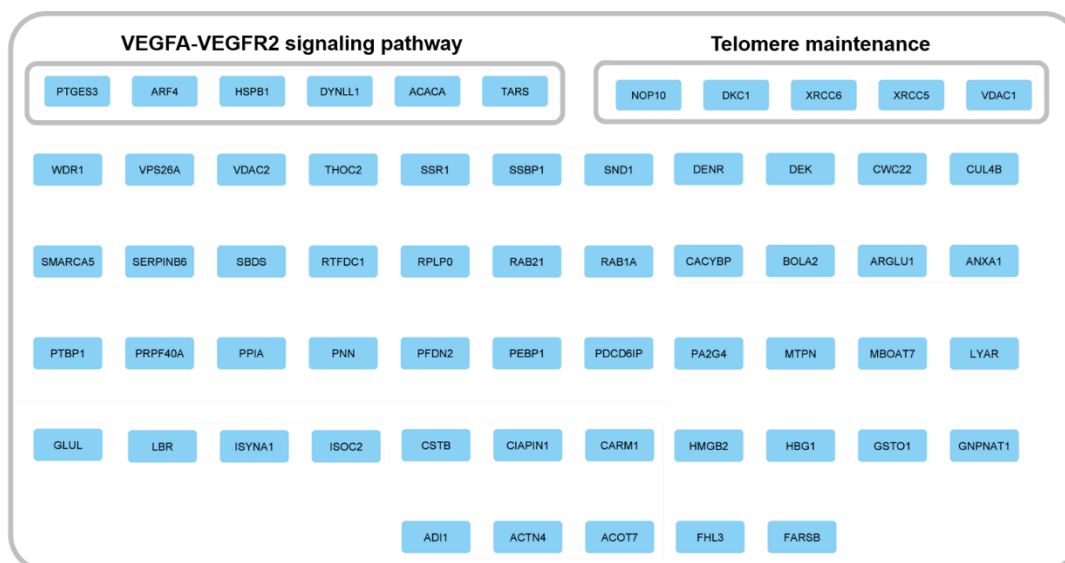 VEGFA-VEGFR2 signaling pathway Telomere maintenance
PTGES3 ARF4 HSPB1 DYNLL1 ACACA TARS NOP10 DKC1 XRCC6 XRCC5 VDAC1
WDR1 VPS26A VDAC2 THOC2 SSR1 SSBP1 SND1 DENR DEK CWC22 CUL4B
SMARCA5 SERPINB6 SBDS RTFDC1 RPLP0 RAB21 RAB1A CACYBP BOLA2 ARGLU1 ANXA1
PTBP1 PRPF40A PPIA PNN PFDN2 PEBP1 PDCD6IP PA2G4 MTPN MBOAT7 LYAR
GLUL LBR ISYNA1 ISOC2 CSTB CIAPIN1 CARM1 HMGB2 HBG1 GSTO1 GNPNAT1
ADI1 ACTN4 ACOT7 FHL3 FARSB